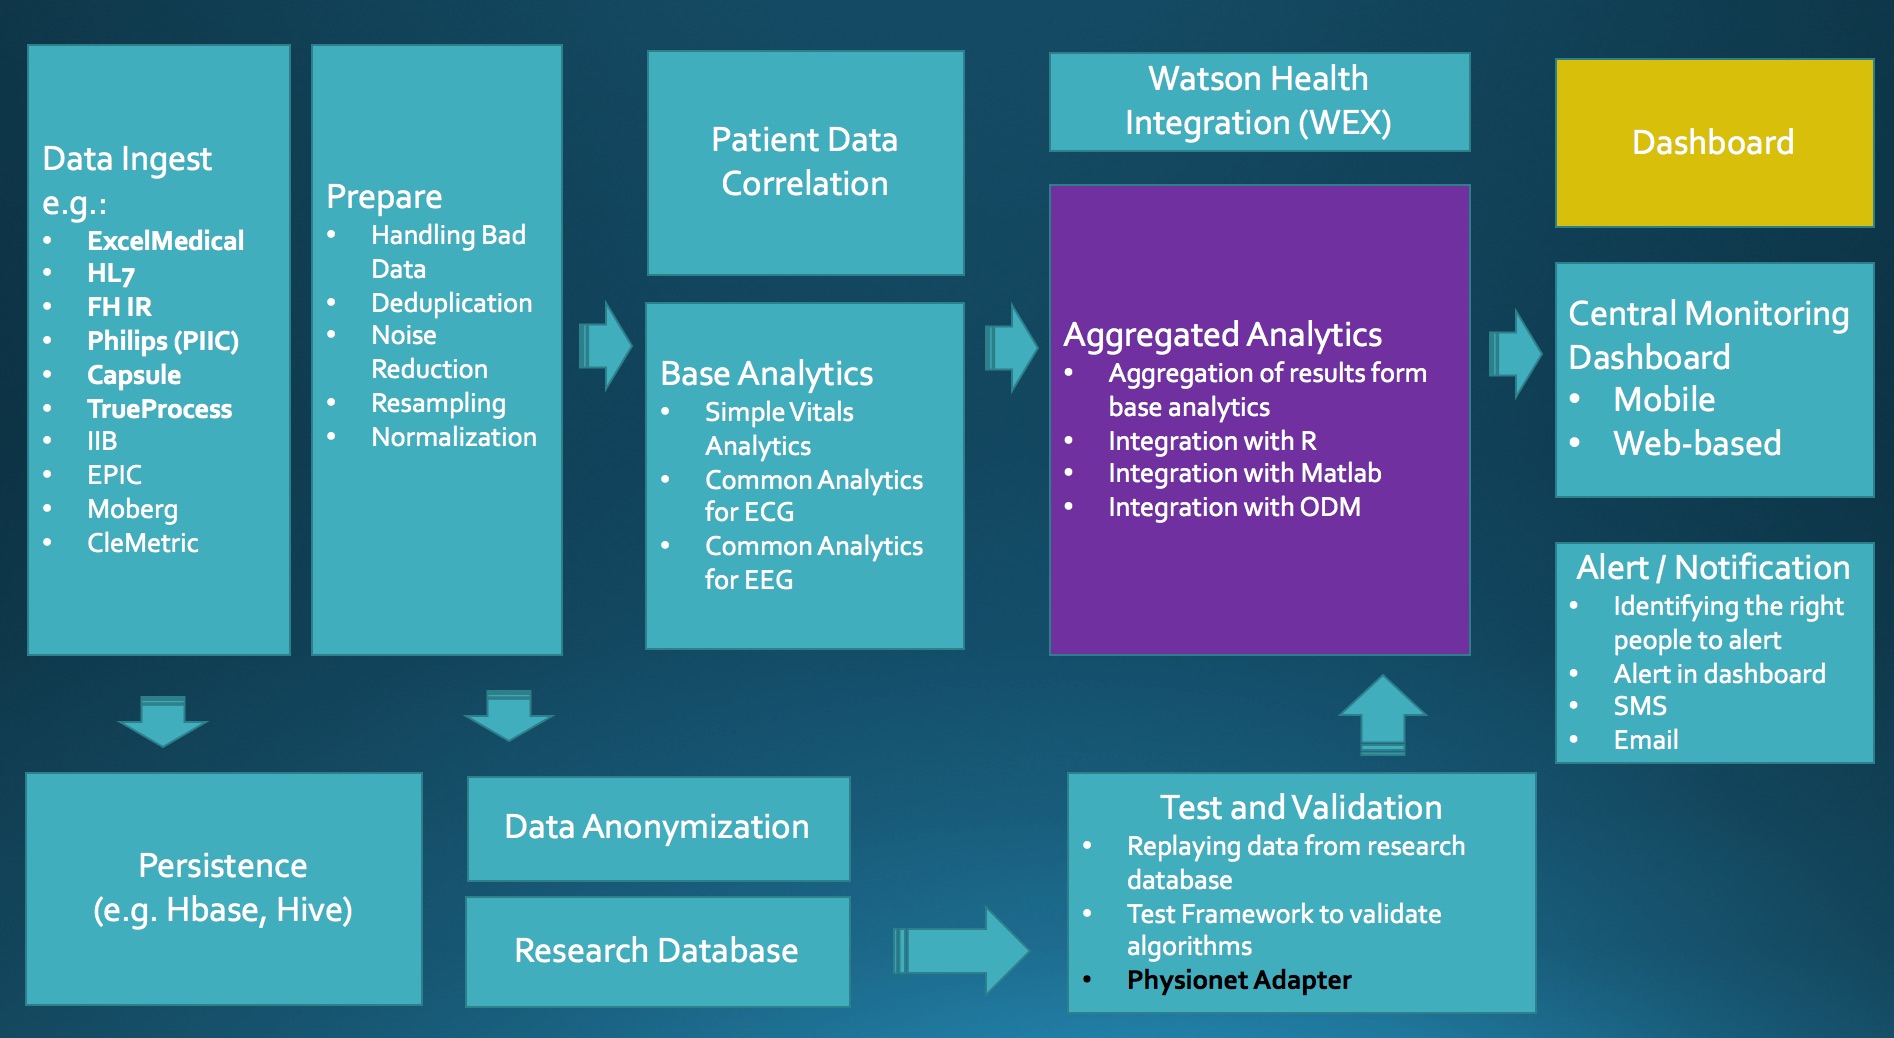 Data Ingest
e.g.:
• ExcelMedical
• HL7
• FH IR
• Philips (PIIC)
• Capsule
• TrueProcess
• IIB
• EPIC
• Moberg
• CleMetric
Prepare
• Handling Bad
Data
• Deduplication
• Noise
Reduction
• Resampling
• Normalization
Patient Data
Correlation
Base Analytics
• Simple Vitals
Analytics
• Common Analytics
for ECG
• Common Analytics
for EEG
Watson Health
Integration (WEX)
Aggregated Analytics
• Aggregation of results form
base analytics
• Integration with R
• Integration with Matlab
• Integration with ODM
Dashboard
Central Monitoring
Dashboard
• Mobile
• Web-based
Alert / Notification
• Identifying the right
people to alert
• Alert in dashboard
• SMS
• Email
Persistence
(e.g. Hbase, Hive)
Data Anonymization
Research Database
Test and Validation
• Replaying data from research
database
• Test Framework to validate
algorithms
• Physionet Adapter